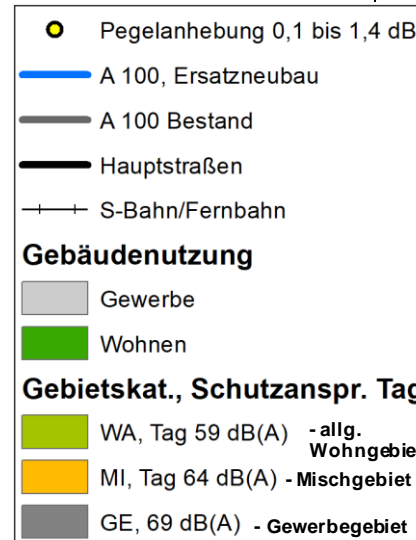 Pegelanhebung 0,1 bis 1,4 dB
A 100, Ersatzneubau
A 100 Bestand
Hauptstraßen
S-Bahn/Fernbahn
Gebäudenutzung
Gewerbe
Wohnen
Gebietskat., Schutzanspr. Tag
WA, Tag 59 dB(A) - allg.
Wohngebie
MI, Tag 64 dB(A) - Mischgebiet
GE, 69 dB(A) - Gewerbegebiet